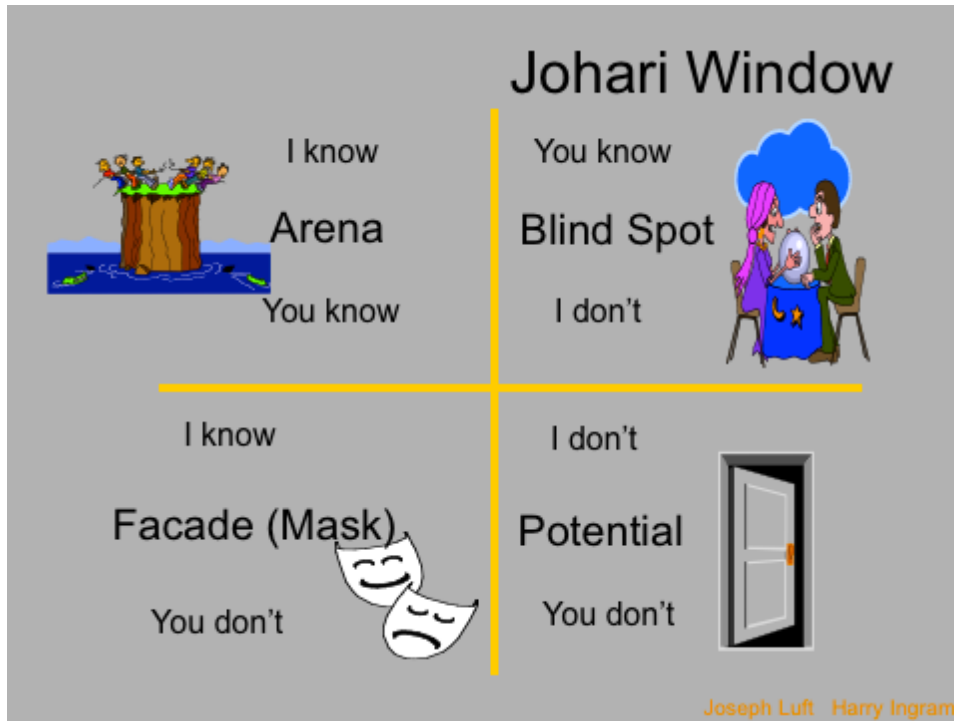 Johari Window
I know
Arena
You know
You know
Blind Spot
I don't
I know
Facade (Mask)
You don't
I don't
Potential
You don't
Joseph Luft Harry Ingram